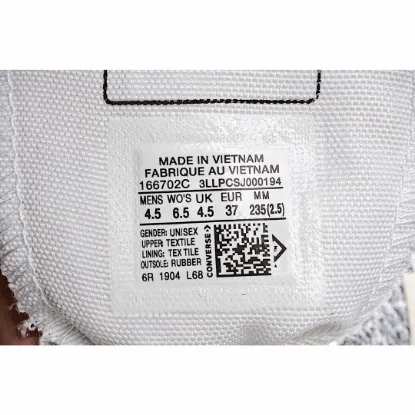 MADE IN VIETNAM
FABRIQUE AU VIETNAM
166702C 3LLPCSJ000194
MENS WO'S UK EUR MM
4.5 6.5 4.5 37 235(2.5)
GENDER: UNISEX
UPPER: TEXTILE
LINING: TEXTILE
OUTSOLE: RUBBER
6R 1904 L68
CONVERSE